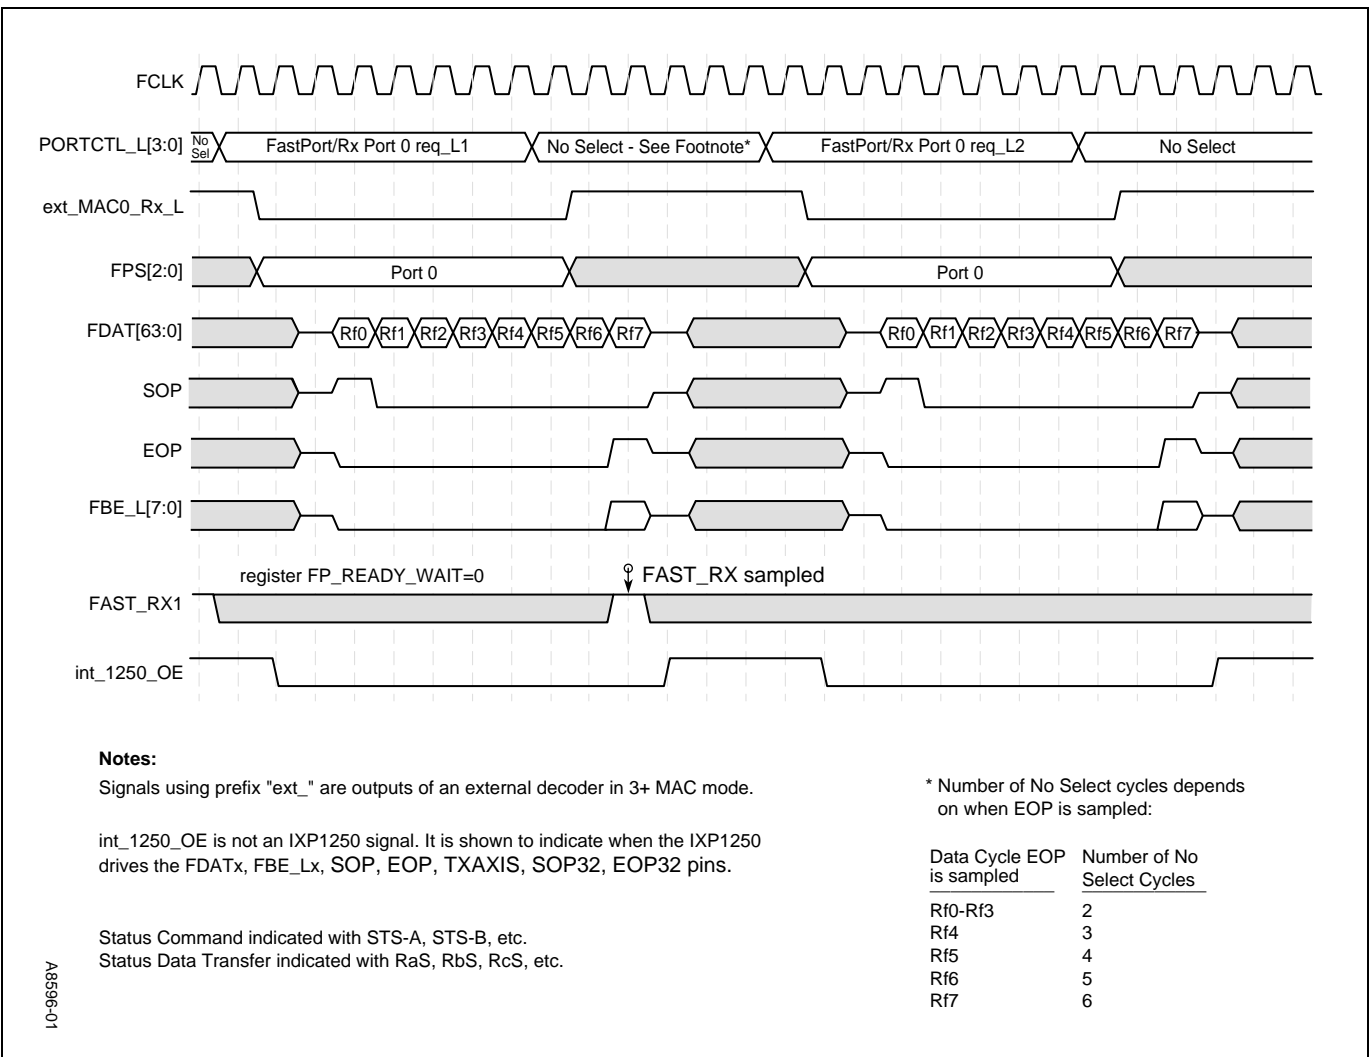 FCLK
PORTCTL_L[3:0] No Sel FastPort/Rx Port 0 req_L1 No Select - See Footnote* FastPort/Rx Port 0 req_L2 No Select
ext_MAC0_Rx_L
FPS[2:0] Port 0 Port 0
FDAT[63:0] Rf0 Rf1 Rf2 Rf3 Rf4 Rf5 Rf6 Rf7 Rf0 Rf1 Rf2 Rf3 Rf4 Rf5 Rf6 Rf7
SOP
EOP
FBE_L[7:0]
register FP_READY_WAIT=0 FAST_RX sampled
FAST_RX1
int_1250_OE
Notes:
Signals using prefix "ext_" are outputs of an external decoder in 3+ MAC mode.
int_1250_OE is not an IXP1250 signal. It is shown to indicate when the IXP1250
drives the FDATx, FBE_Lx, SOP, EOP, TXAXIS, SOP32, EOP32 pins.
Status Command indicated with STS-A, STS-B, etc.
Status Data Transfer indicated with RaS, RbS, RcS, etc.
* Number of No Select cycles depends
on when EOP is sampled:
Data Cycle EOP Number of No
is sampled Select Cycles
Rf0-Rf3 2
Rf4 3
Rf5 4
Rf6 5
Rf7 6
A8596-01